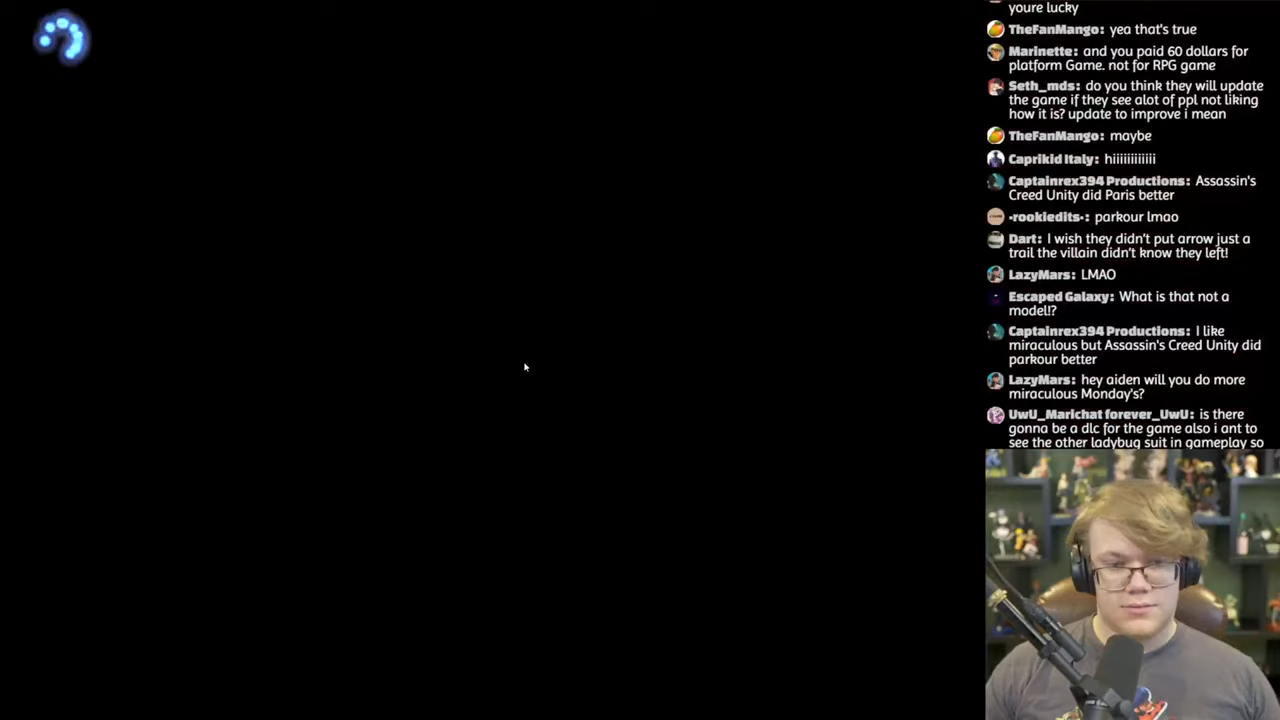 youre lucky
TheFanMango: yea that's true
Marinette: and you paid 60 dollars for
platform Game. not for RPG game
Seth_mds: do you think they will update
the game if they see alot of ppl not liking
how it is? update to improve i mean
TheFanMango: maybe
Caprikid Italy: hiiiiiiiiiiii
Captainrex394 Productions: Assassin's
Creed Unity did Paris better
-rookiedits-: parkour lmao
Dart: I wish they didn't put arrow just a
trail the villain didn't know they left!
LazyMars: LMAO
Escaped Galaxy: What is that not a
model!?
Captainrex394 Productions: I like
miraculous but Assassin's Creed Unity did
parkour better
LazyMars: hey aiden will you do more
miraculous Monday's?
UwU_Marichat forever_UwU: is there
gonna be a dlc for the game also i ant to
see the other ladybug suit in gameplay so